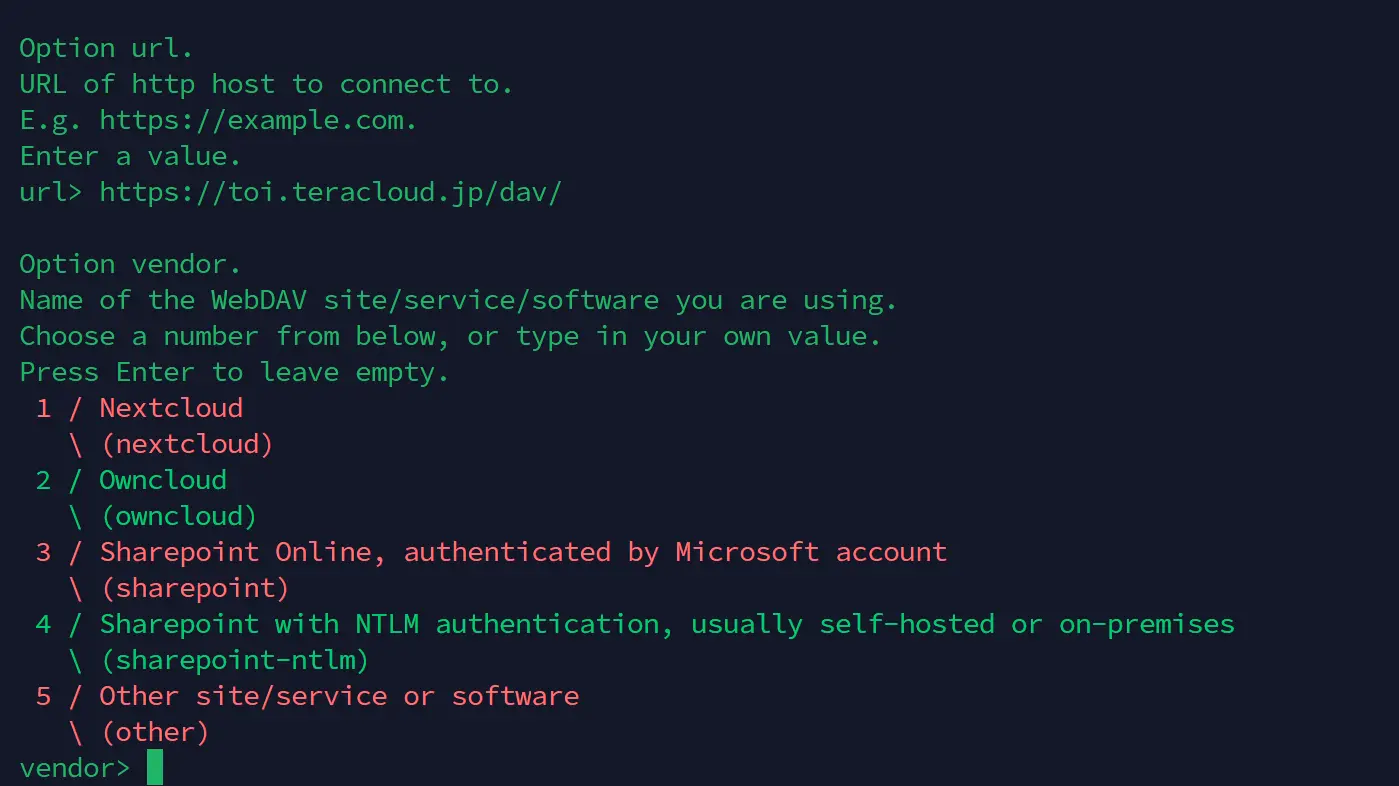 Option url.
URL of http host to connect to.
E.g. https://example.com.
Enter a value.
url> https://toi.teracloud.jp/dav/
Option vendor.
Name of the WebDAV site/service/software you are using.
Choose a number from below, or type in your own value.
Press Enter to leave empty.
1 / Nextcloud
\ (nextcloud)
2 / Owncloud
\ (owncloud)
3 / Sharepoint Online, authenticated by Microsoft account
\ (sharepoint)
4 / Sharepoint with NTLM authentication, usually self-hosted or on-premises
\ (sharepoint-ntlm)
5 / Other site/service or software
\ (other)
vendor>